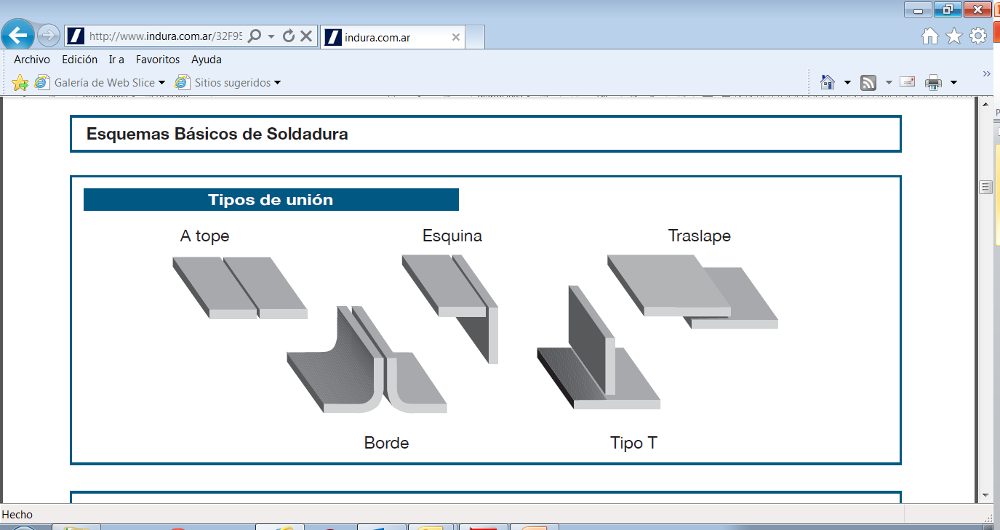 http://www.indura.com.ar/32F95
indura.com.ar
Archivo Edición Ir a Favoritos Ayuda
Galería de Web Slice Sitios sugeridos
Esquemas Básicos de Soldadura
Tipos de unión
A tope Esquina Traslape
Borde Tipo T
Hecho